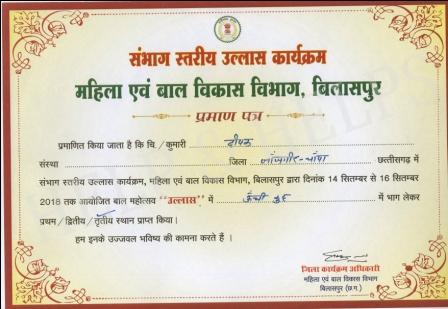 संभाग स्तरीय उल्लास कार्यक्रम
महिला एवं बाल विकास विभाग, बिलासपुर
प्रमाण पत्र
प्रमाणित किया जाता है कि चि./कुमारी दीपक
संस्था जिला जाँजगीर-चाँपा छत्तीसगढ़ में
संभाग स्तरीय उल्लास कार्यक्रम, महिला एवं बाल विकास विभाग, बिलासपुर द्वारा दिनांक 14 सितम्बर से 16 सितम्बर
2018 तक आयोजित बाल महोत्सव "उल्लास" में ऊँची कूद में भाग लेकर
प्रथम/द्वितीय/तृतीय स्थान प्राप्त किया।
हम इनके उज्जवल भविष्य की कामना करते हैं ।
जिला कार्यक्रम अधिकारी
महिला एवं बाल विकास विभाग
बिलासपुर (छ.ग.)